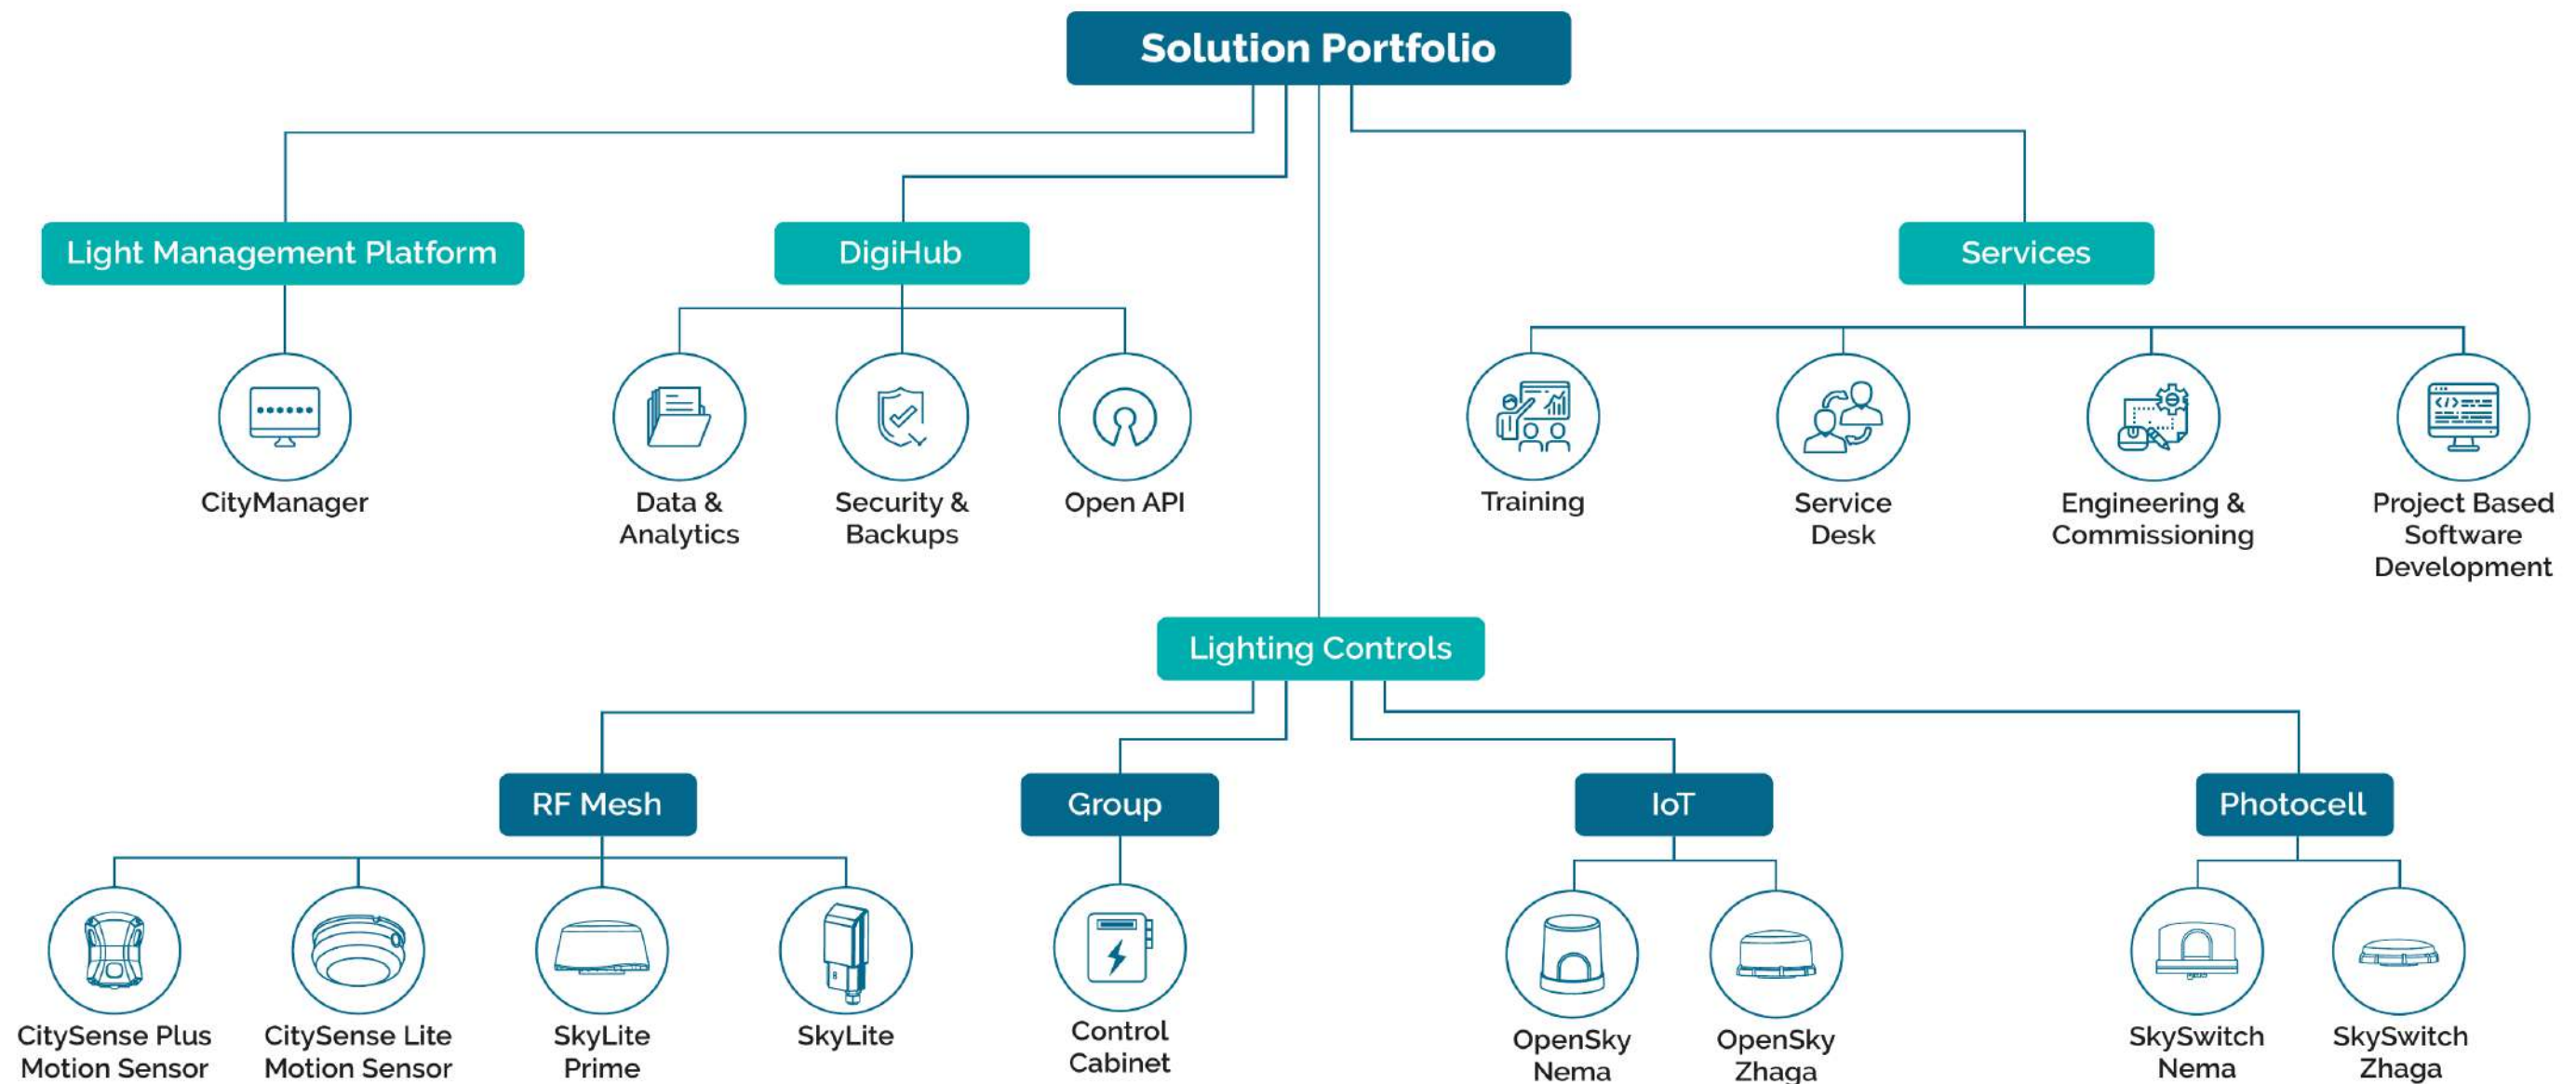 Solution Portfolio
Light Management Platform
DigiHub
Services
CityManager
Data &
Analytics
Security &
Backups
Open API
Training
Service
Desk
Engineering &
Commissioning
Project Based
Software
Development
Lighting Controls
RF Mesh
Group
IoT
Photocell
CitySense Plus
Motion Sensor
CitySense Lite
Motion Sensor
SkyLite
Prime
SkyLite
Control
Cabinet
OpenSky
Nema
OpenSky
Zhaga
SkySwitch
Nema
SkySwitch
Zhaga